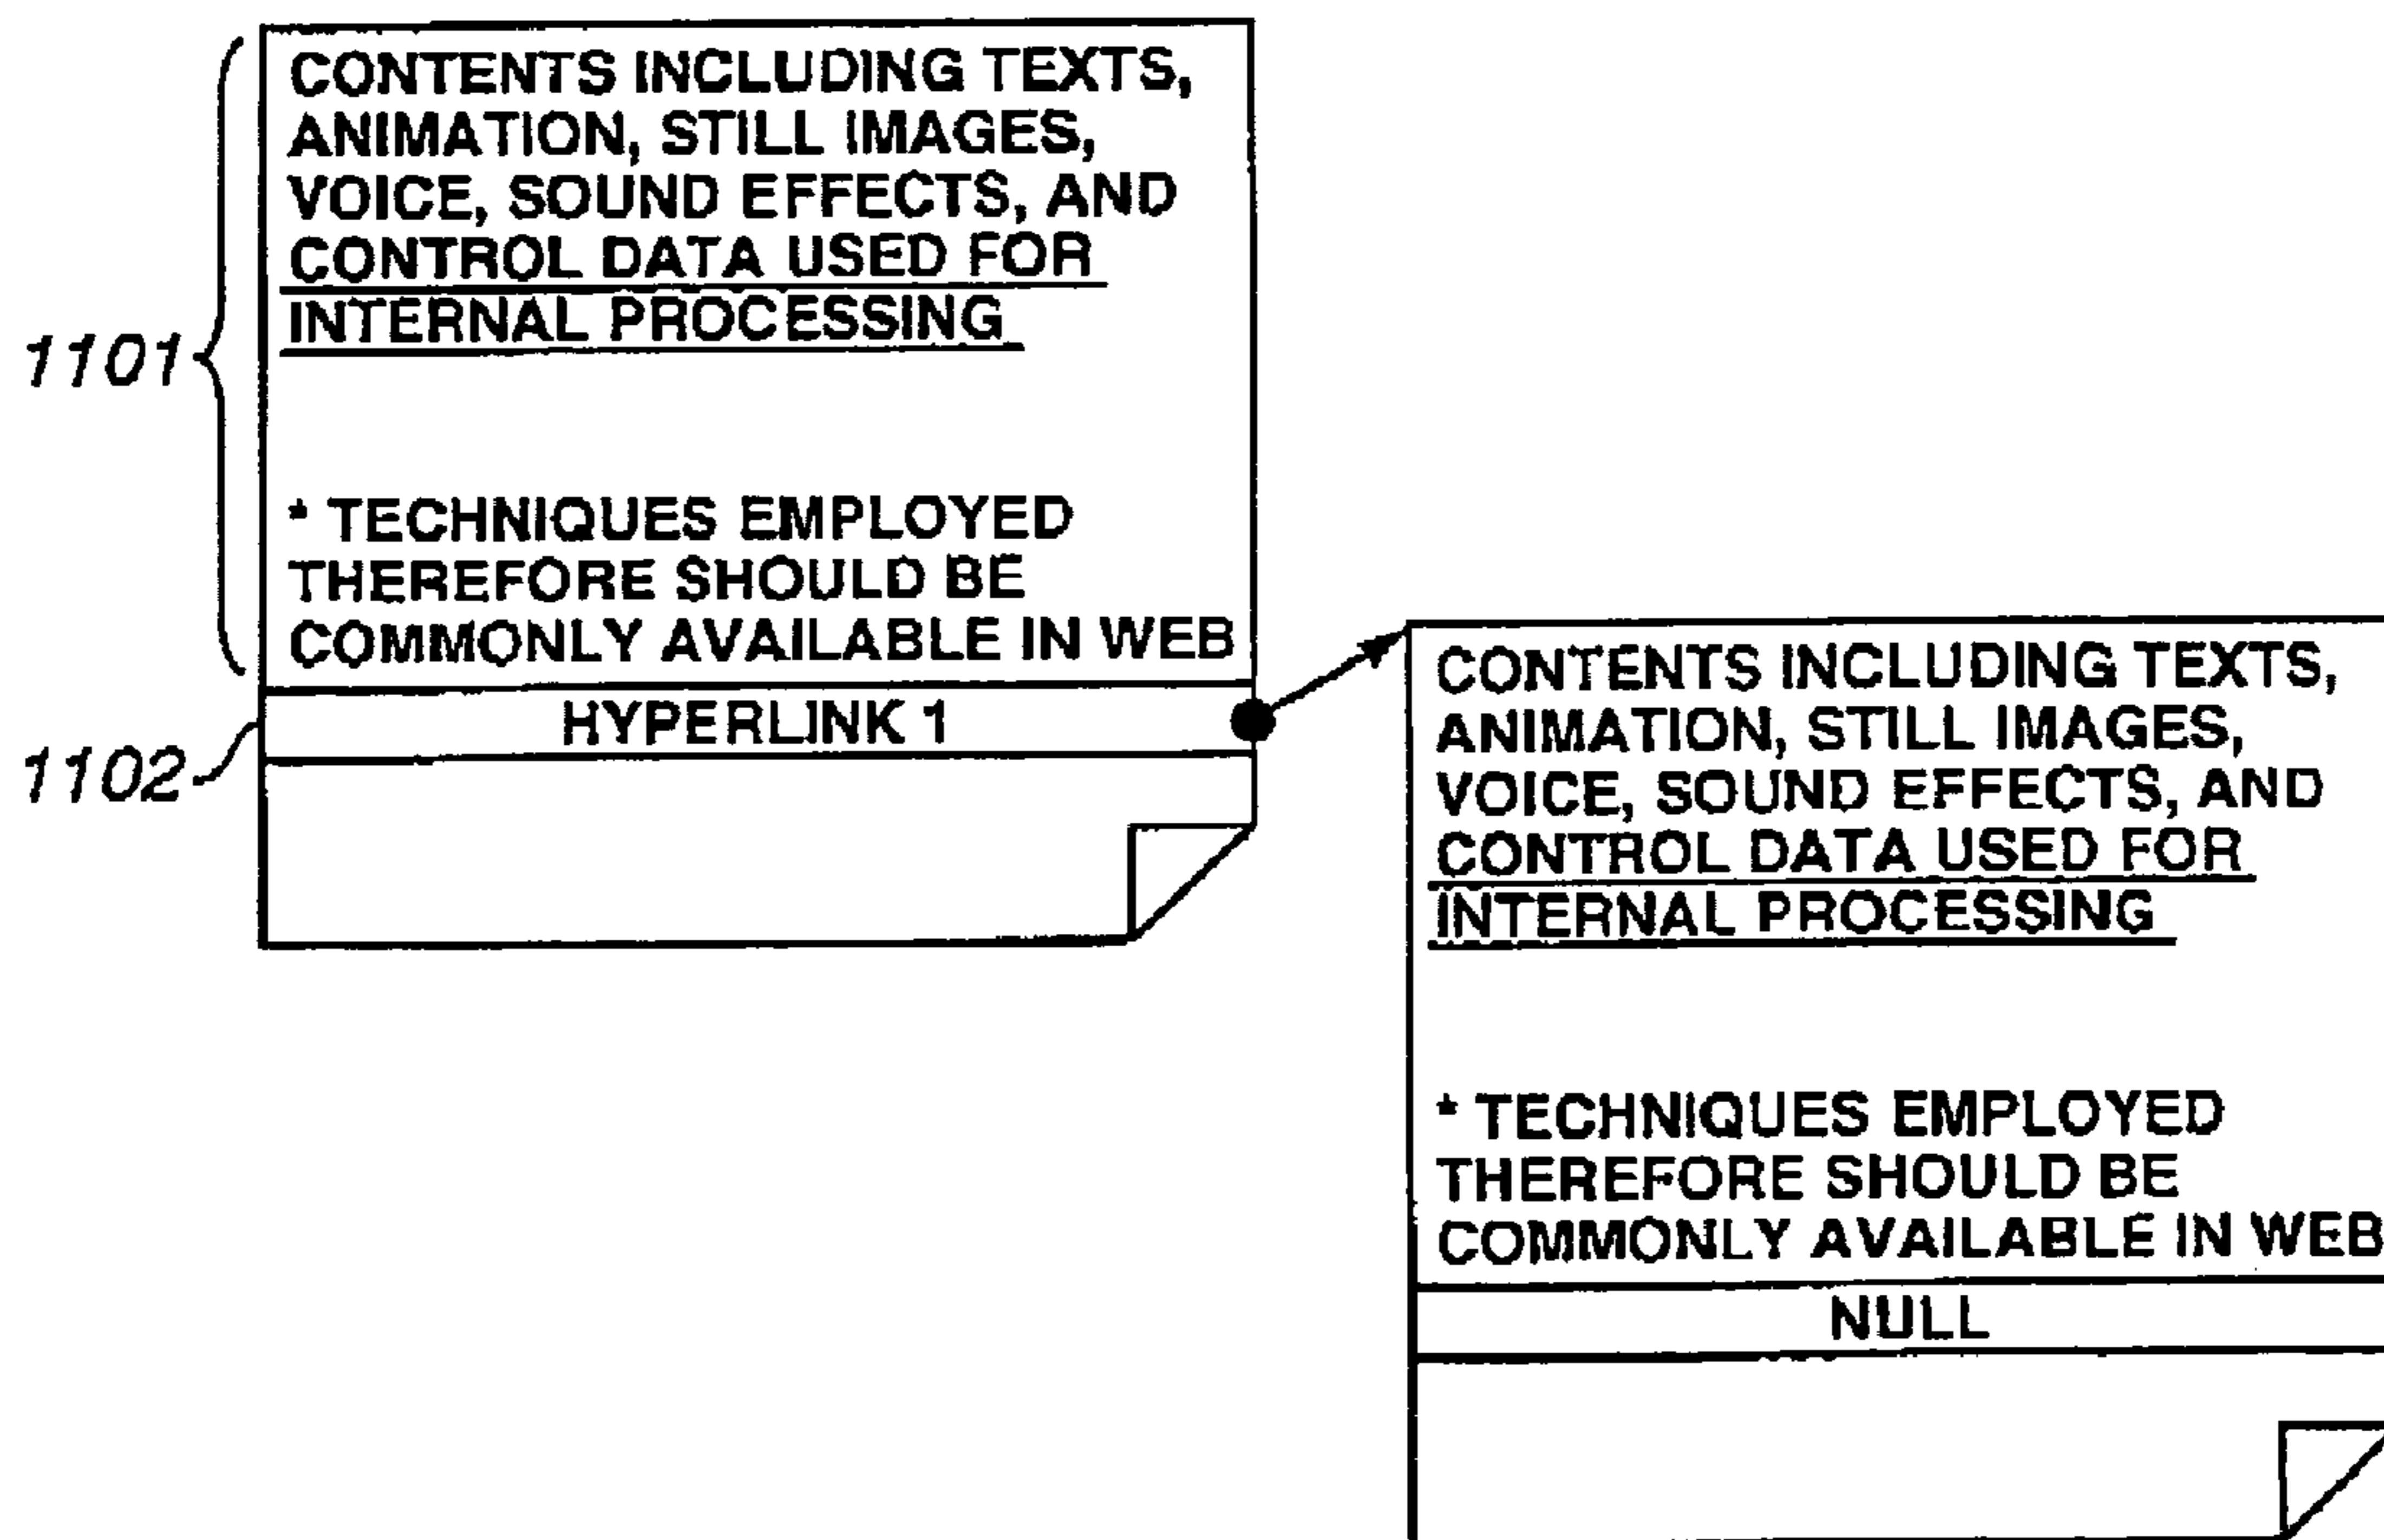 CONTENTS INCLUDING TEXTS,
ANIMATION, STILL IMAGES,
VOICE, SOUND EFFECTS, AND
CONTROL DATA USED FOR
INTERNAL PROCESSING
1101
* TECHNIQUES EMPLOYED
THEREFORE SHOULD BE
COMMONLY AVAILABLE IN WEB
HYPERLINK 1
1102
CONTENTS INCLUDING TEXTS,
ANIMATION, STILL IMAGES,
VOICE, SOUND EFFECTS, AND
CONTROL DATA USED FOR
INTERNAL PROCESSING
* TECHNIQUES EMPLOYED
THEREFORE SHOULD BE
COMMONLY AVAILABLE IN WEB
NULL